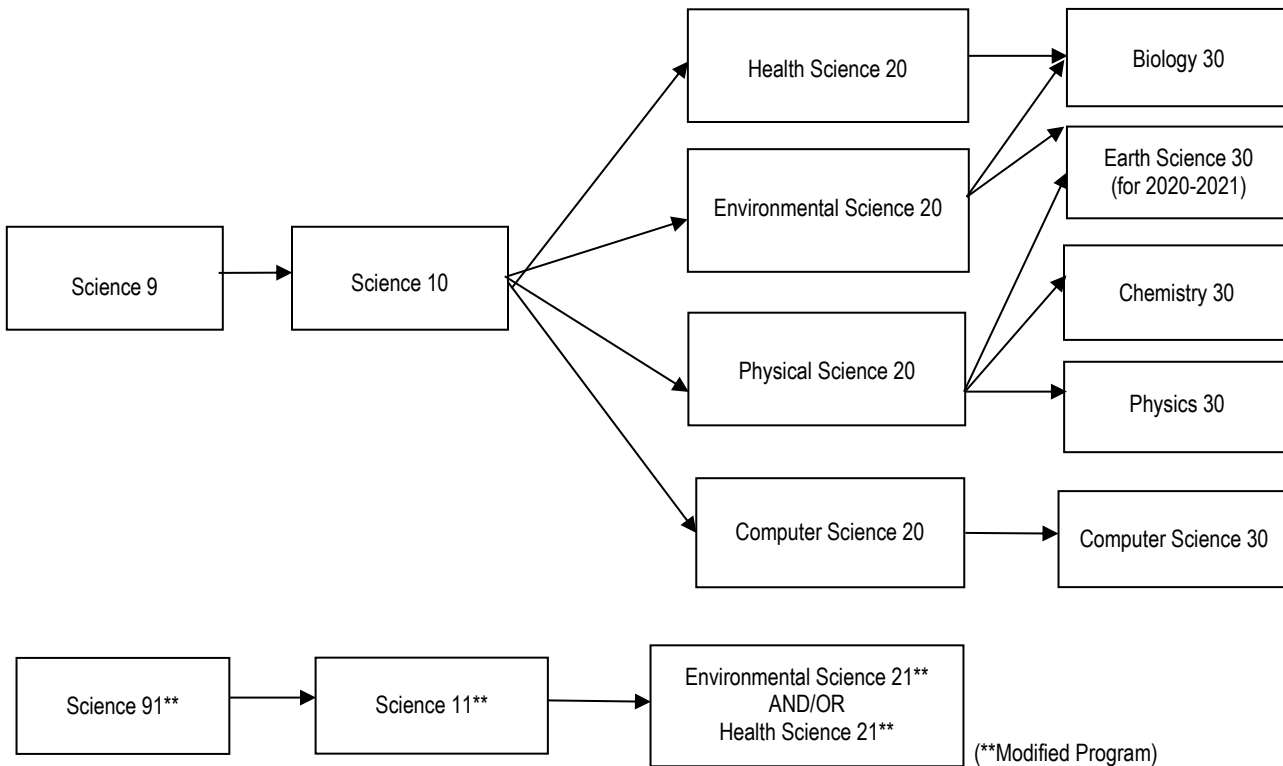 Health Science 20
Biology 30
Environmental Science 20
Earth Science 30
(for 2020-2021)
Science 9
Science 10
Chemistry 30
Physical Science 20
Physics 30
Computer Science 20
Computer Science 30
Science 91**
Science 11**
Environmental Science 21**
AND/OR
Health Science 21**
(**Modified Program)